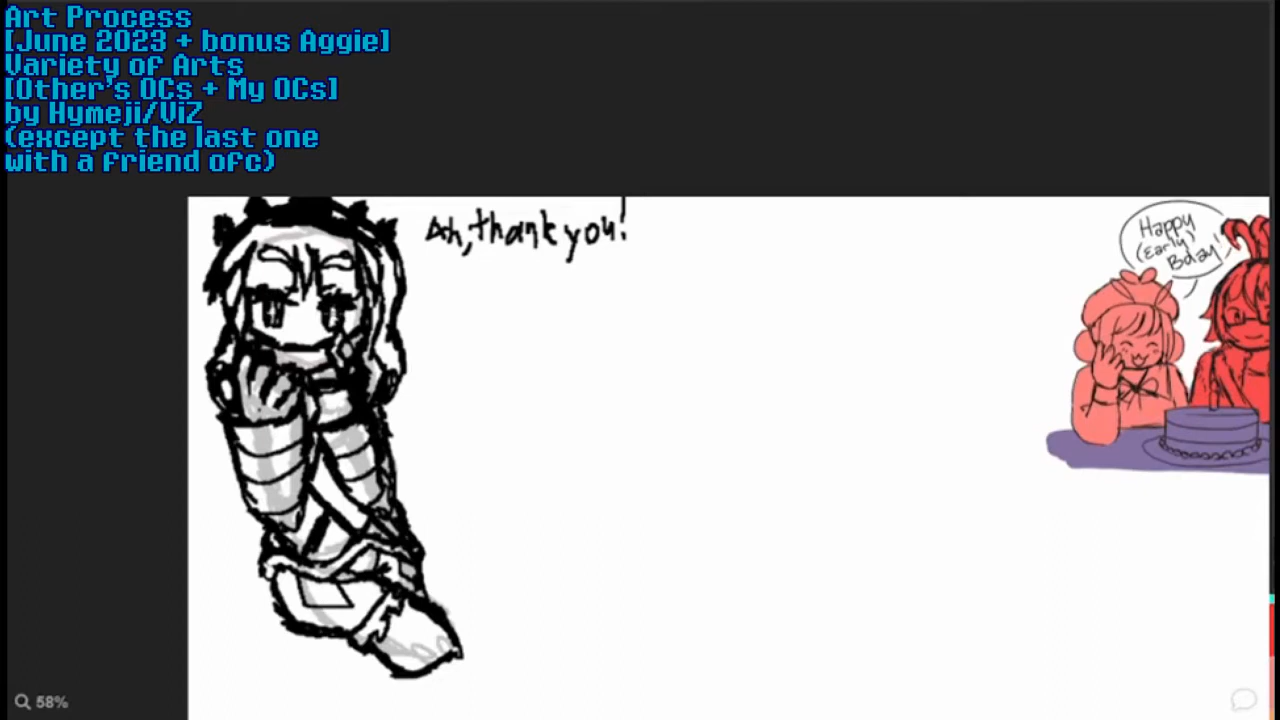 Art Process
[June 2023 + bonus Aggie]
Variety of Arts
[Other's OCs + My OCs]
by Hymeji/ViZ
(except the last one
with a friend ofc)
Ah, thank you!
Happy
(Early)
Bday!
58%